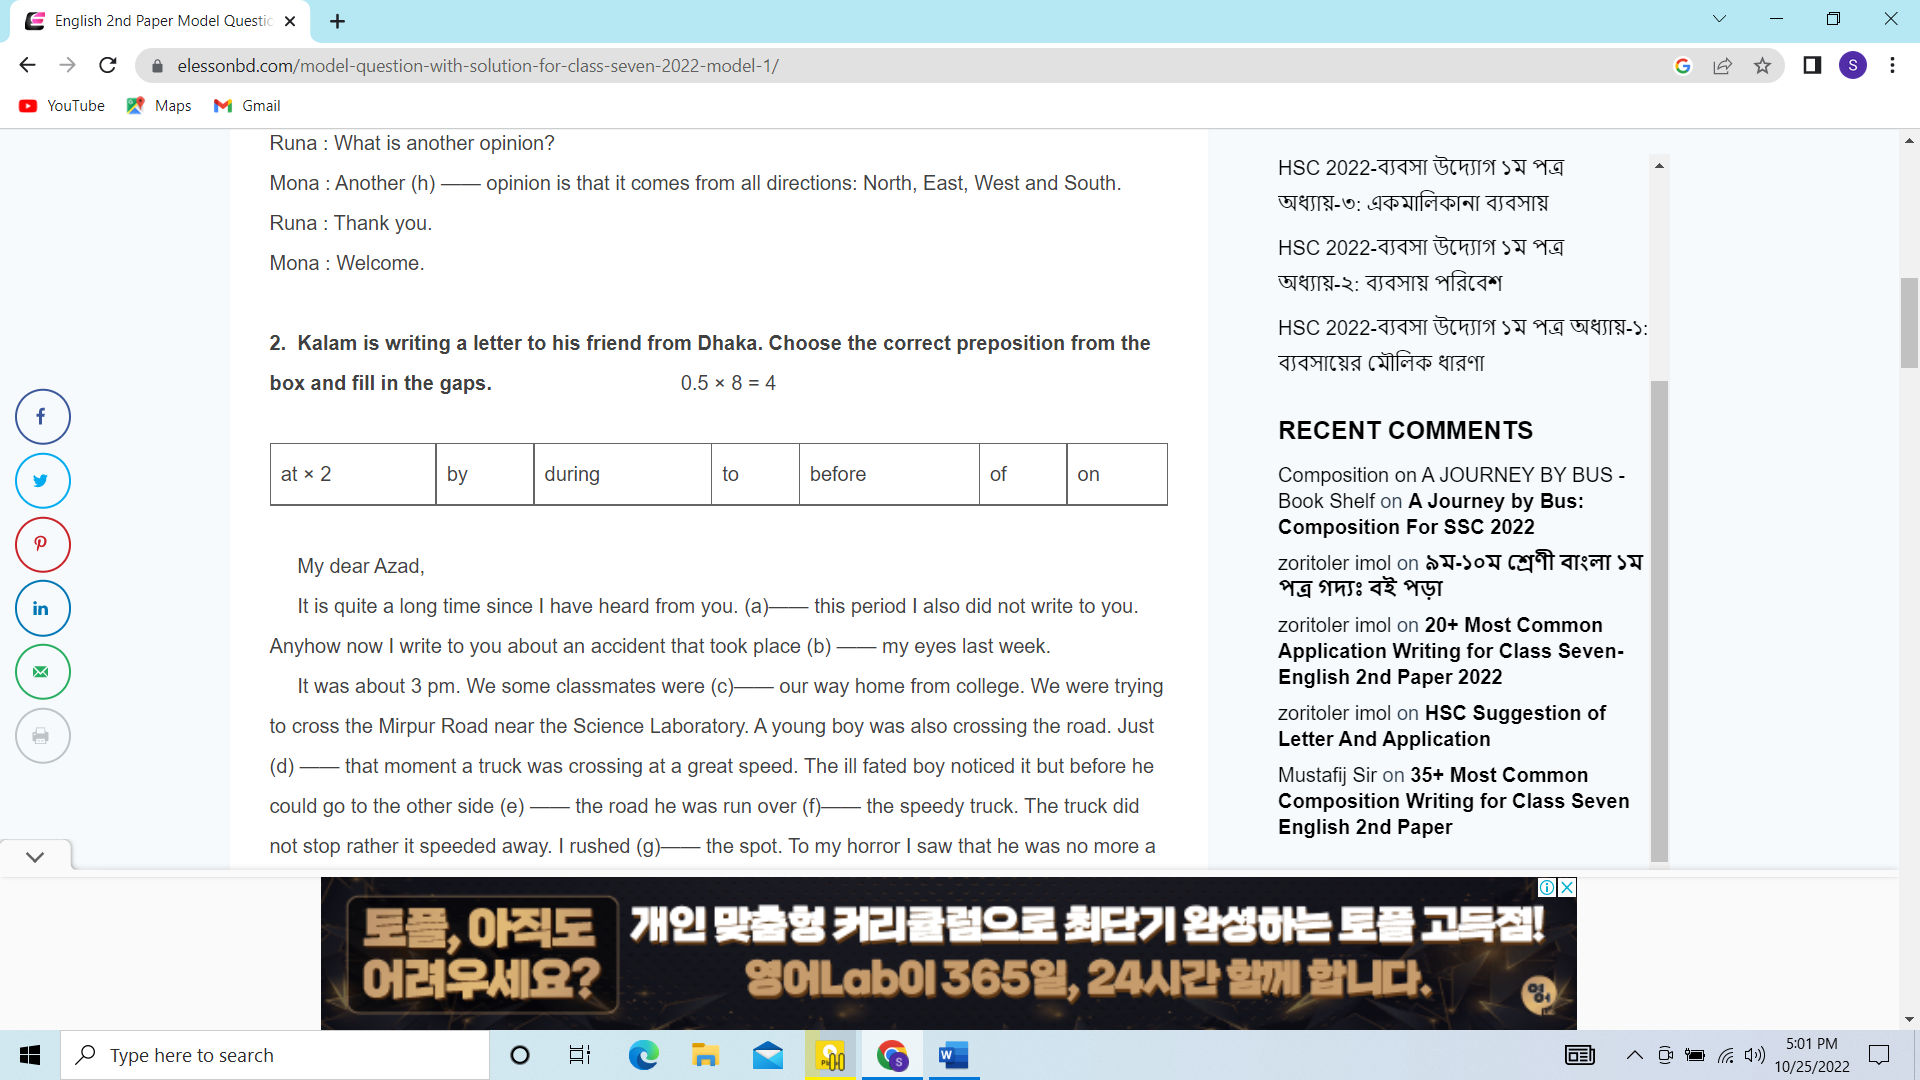 English 2nd Paper Model Questio
elessonbd.com/model-question-with-solution-for-class-seven-2022-model-1/
S
YouTube
Maps
Gmail
Runa : What is another opinion?
Mona : Another (h) —— opinion is that it comes from all directions: North, East, West and South.
Runa : Thank you.
Mona : Welcome.
2. Kalam is writing a letter to his friend from Dhaka. Choose the correct preposition from the
box and fill in the gaps. 0.5 × 8 = 4
at × 2 by during to before of on
My dear Azad,
It is quite a long time since I have heard from you. (a)—— this period I also did not write to you.
Anyhow now I write to you about an accident that took place (b) —— my eyes last week.
It was about 3 pm. We some classmates were (c)—— our way home from college. We were trying
to cross the Mirpur Road near the Science Laboratory. A young boy was also crossing the road. Just
(d) —— that moment a truck was crossing at a great speed. The ill fated boy noticed it but before he
could go to the other side (e) —— the road he was run over (f)—— the speedy truck. The truck did
not stop rather it speeded away. I rushed (g)—— the spot. To my horror I saw that he was no more a
HSC 2022-ব্যবসা উদ্যোগ ১ম পত্র
অধ্যায়-৩: একমালিকানা ব্যবসায়
HSC 2022-ব্যবসা উদ্যোগ ১ম পত্র
অধ্যায়-২: ব্যবসায় পরিবেশ
HSC 2022-ব্যবসা উদ্যোগ ১ম পত্র অধ্যায়-১:
ব্যবসায়ের মৌলিক ধারণা
RECENT COMMENTS
Composition on A JOURNEY BY BUS -
Book Shelf on A Journey by Bus:
Composition For SSC 2022
zoritoler imol on ৯ম-১০ম শ্রেণী বাংলা ১ম
পত্র গদ্যঃ বই পড়া
zoritoler imol on 20+ Most Common
Application Writing for Class Seven-
English 2nd Paper 2022
zoritoler imol on HSC Suggestion of
Letter And Application
Mustafij Sir on 35+ Most Common
Composition Writing for Class Seven
English 2nd Paper
토플, 아직도
어려우세요?
개인 맞춤형 커리큘럼으로 최단기 완성하는 토플 고득점!
영어Lab이 365일, 24시간 함께 합니다.
Type here to search
5:01 PM
10/25/2022